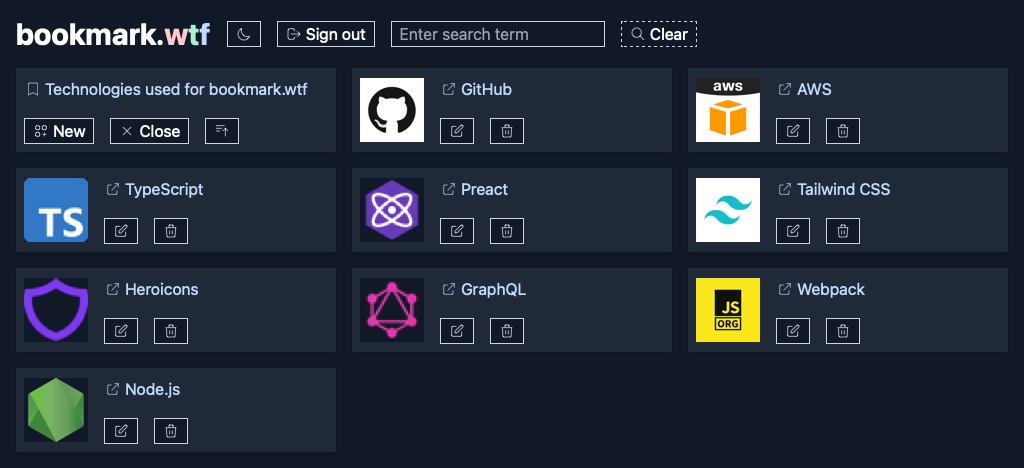 bookmark.wtf Sign out Enter search term Clear
Technologies used for bookmark.wtf
New Close
GitHub
aws
AWS
TS
TypeScript
Preact
Tailwind CSS
Heroicons
GraphQL
JS
ORG
Webpack
Node.js